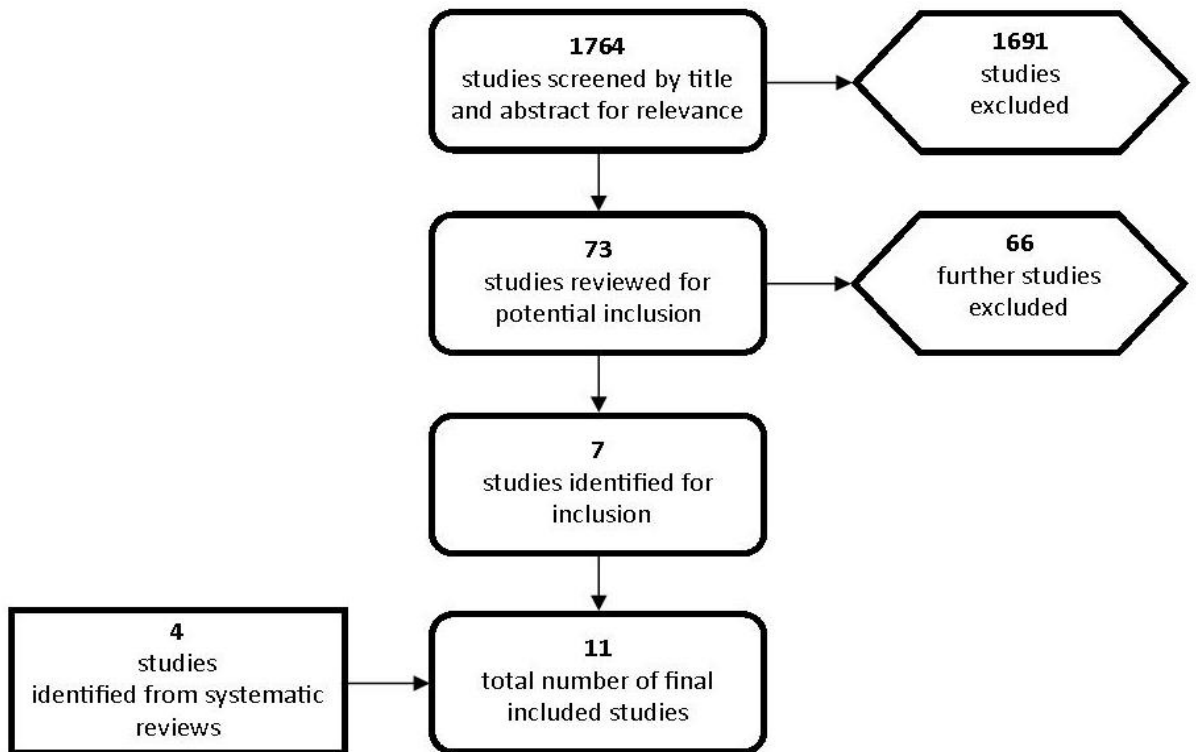 1764
studies screened by title
and abstract for relevance
1691
studies
excluded
73
studies reviewed for
potential inclusion
66
further studies
excluded
7
studies identified for
inclusion
4
studies
identified from systematic
reviews
11
total number of final
included studies